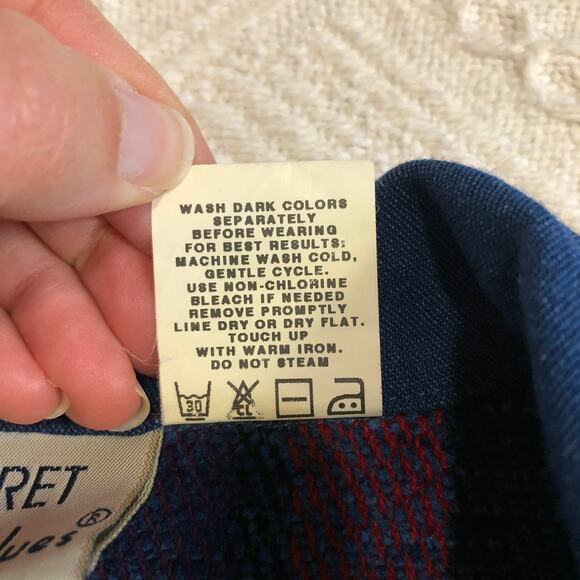 WASH DARK COLORS
SEPARATELY
BEFORE WEARING
FOR BEST RESULTS:
MACHINE WASH COLD,
GENTLE CYCLE.
USE NON-CHLORINE
BLEACH IF NEEDED
REMOVE PROMPTLY
LINE DRY OR DRY FLAT.
TOUCH UP
WITH WARM IRON.
DO NOT STEAM
30 CL
RET
lues®